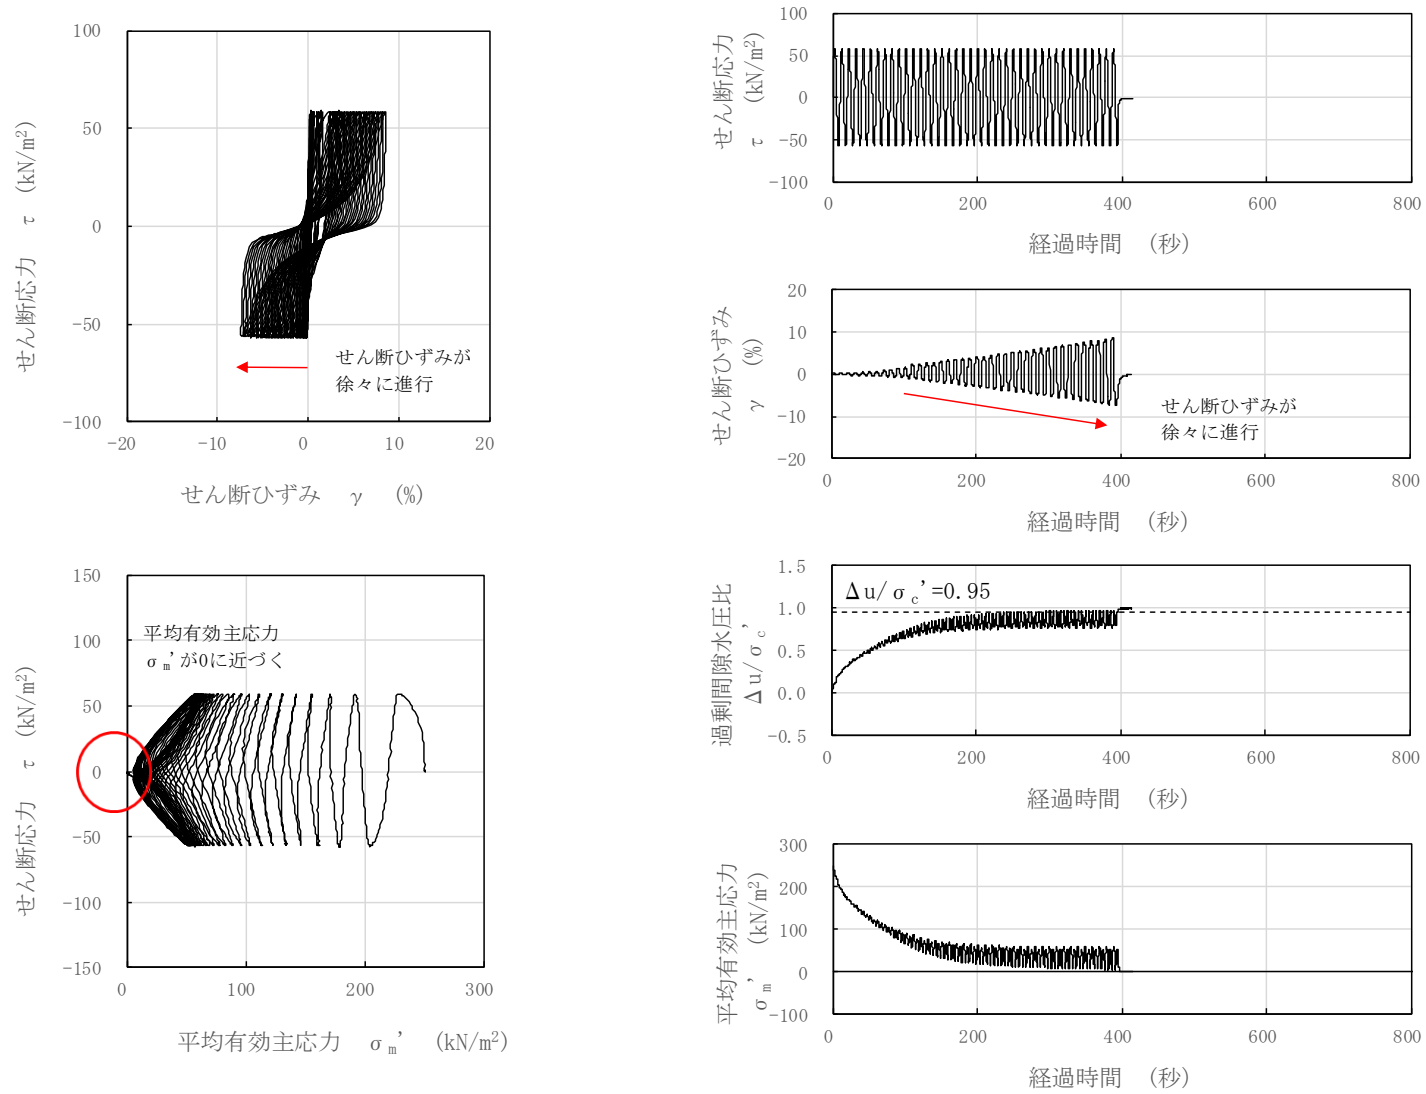 せん断応力 τ (kN/m²)
100
50
0
-50
-100
-20
-10
0
10
20
せん断ひずみが
徐々に進行
せん断ひずみ γ (%)
平均有効主応力
σm'が0に近づく
せん断応力 τ (kN/m²)
150
100
50
0
-50
-100
-150
0
100
200
300
平均有効主応力 σm' (kN/m²)
せん断応力
τ (kN/m²)
100
50
0
-50
-100
0
200
400
600
800
経過時間 (秒)
せん断ひずみ
γ (%)
20
10
0
-10
-20
せん断ひずみが
徐々に進行
0
200
400
600
800
経過時間 (秒)
過剰間隙水圧比
Δu/σc'
1.5
1.0
0.5
0.0
-0.5
Δu/σc'=0.95
0
200
400
600
800
経過時間 (秒)
平均有効主応力
σm' (kN/m²)
300
200
100
0
-100
0
200
400
600
800
経過時間 (秒)